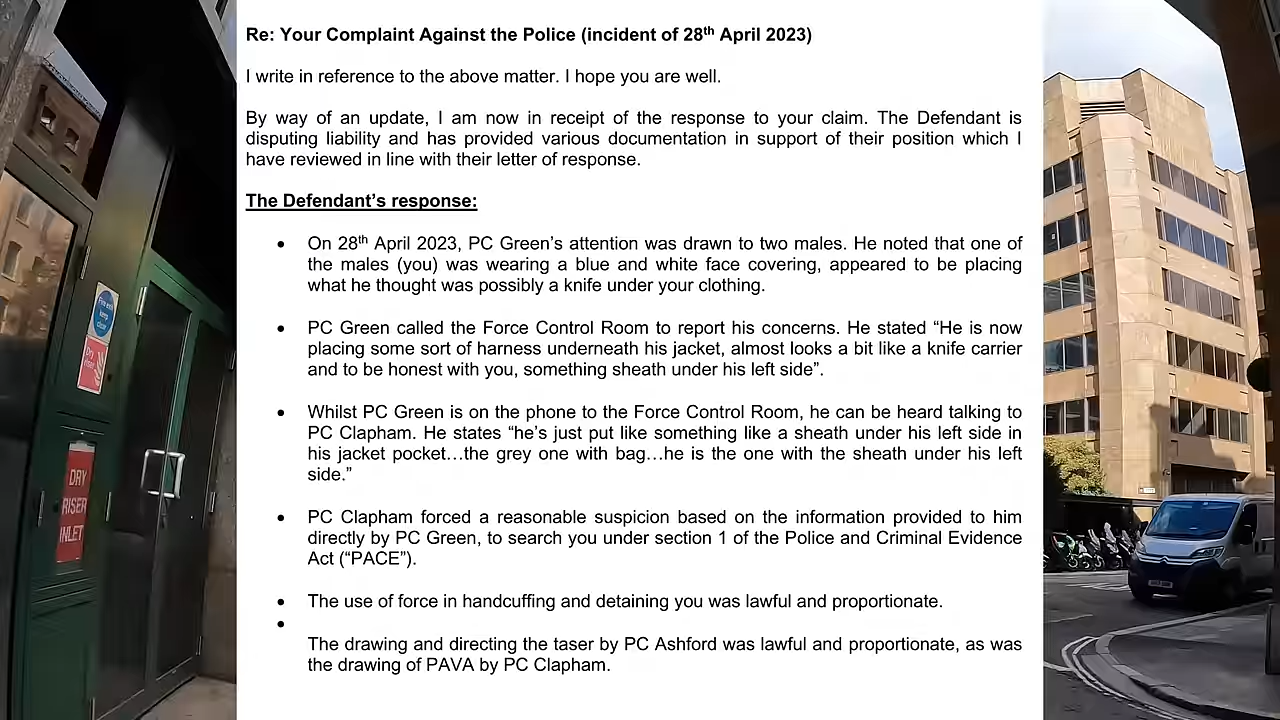 Re: Your Complaint Against the Police (incident of 28th April 2023)
I write in reference to the above matter. I hope you are well.
By way of an update, I am now in receipt of the response to your claim. The Defendant is
disputing liability and has provided various documentation in support of their position which I
have reviewed in line with their letter of response.
The Defendant's response:
• On 28th April 2023, PC Green's attention was drawn to two males. He noted that one of
the males (you) was wearing a blue and white face covering, appeared to be placing
what he thought was possibly a knife under your clothing.
• PC Green called the Force Control Room to report his concerns. He stated "He is now
placing some sort of harness underneath his jacket, almost looks a bit like a knife carrier
and to be honest with you, something sheath under his left side".
• Whilst PC Green is on the phone to the Force Control Room, he can be heard talking to
PC Clapham. He states "he's just put like something like a sheath under his left side in
his jacket pocket…the grey one with bag…he is the one with the sheath under his left
side."
• PC Clapham forced a reasonable suspicion based on the information provided to him
directly by PC Green, to search you under section 1 of the Police and Criminal Evidence
Act ("PACE").
• The use of force in handcuffing and detaining you was lawful and proportionate.
•
The drawing and directing the taser by PC Ashford was lawful and proportionate, as was
the drawing of PAVA by PC Clapham.
Fire exit
keep
clear
Dry
riser
DRY
RISER
INLET